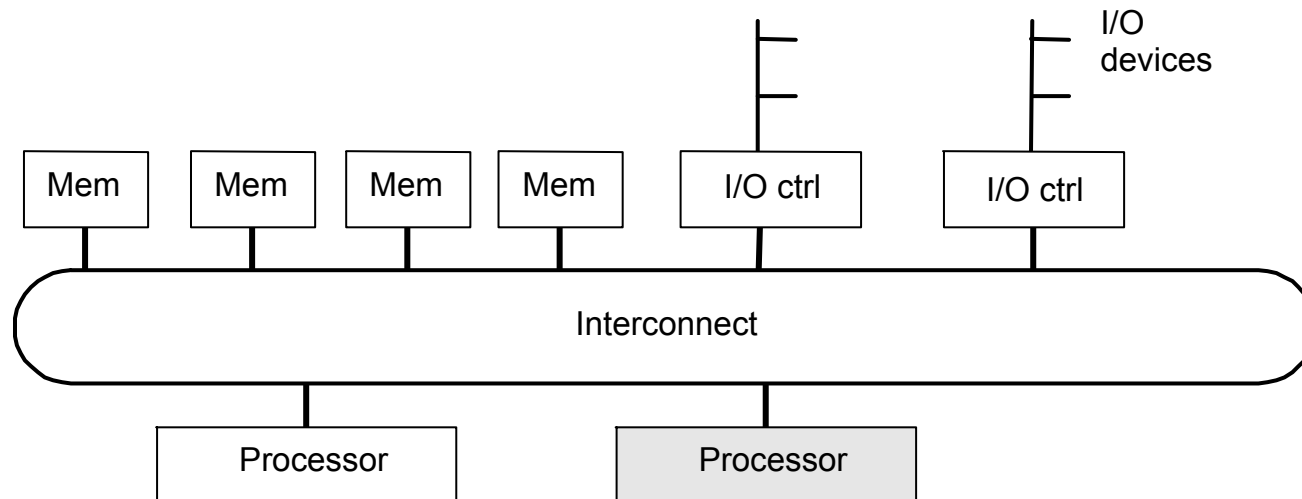 I/O
devices
Mem
Mem
Mem
Mem
I/O ctrl
I/O ctrl
Interconnect
Processor
Processor